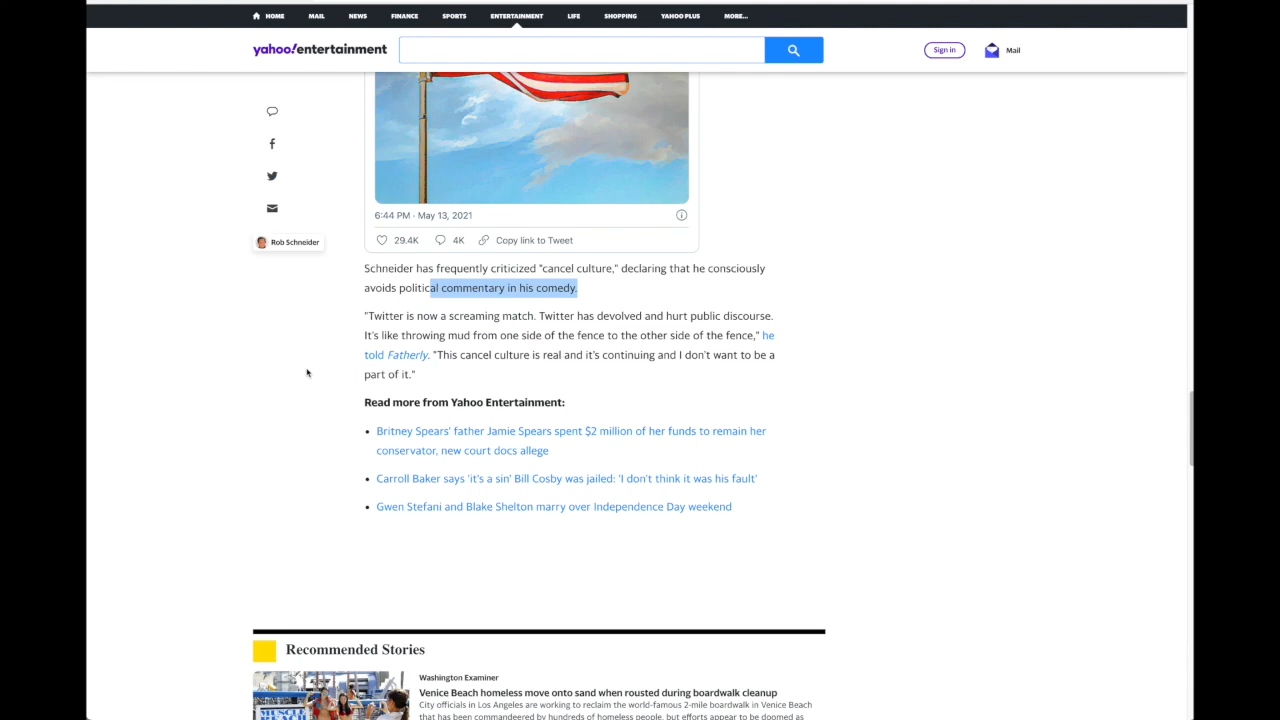 HOME MAIL NEWS FINANCE SPORTS ENTERTAINMENT LIFE SHOPPING YAHOO PLUS MORE...
yahoo!entertainment
Sign in
Mail
6:44 PM · May 13, 2021
29.4K 4K Copy link to Tweet
Rob Schneider
Schneider has frequently criticized "cancel culture," declaring that he consciously
avoids political commentary in his comedy.
"Twitter is now a screaming match. Twitter has devolved and hurt public discourse.
It's like throwing mud from one side of the fence to the other side of the fence," he
told Fatherly. "This cancel culture is real and it's continuing and I don't want to be a
part of it."
Read more from Yahoo Entertainment:
• Britney Spears' father Jamie Spears spent $2 million of her funds to remain her
conservator, new court docs allege
• Carroll Baker says 'it's a sin' Bill Cosby was jailed: 'I don't think it was his fault'
• Gwen Stefani and Blake Shelton marry over Independence Day weekend
Recommended Stories
Washington Examiner
Venice Beach homeless move onto sand when rousted during boardwalk cleanup
City officials in Los Angeles are working to reclaim the world-famous 2-mile boardwalk in Venice Beach
that has been commandeered by hundreds of homeless people, but efforts appear to be doomed as
MUSCLE
BEACH